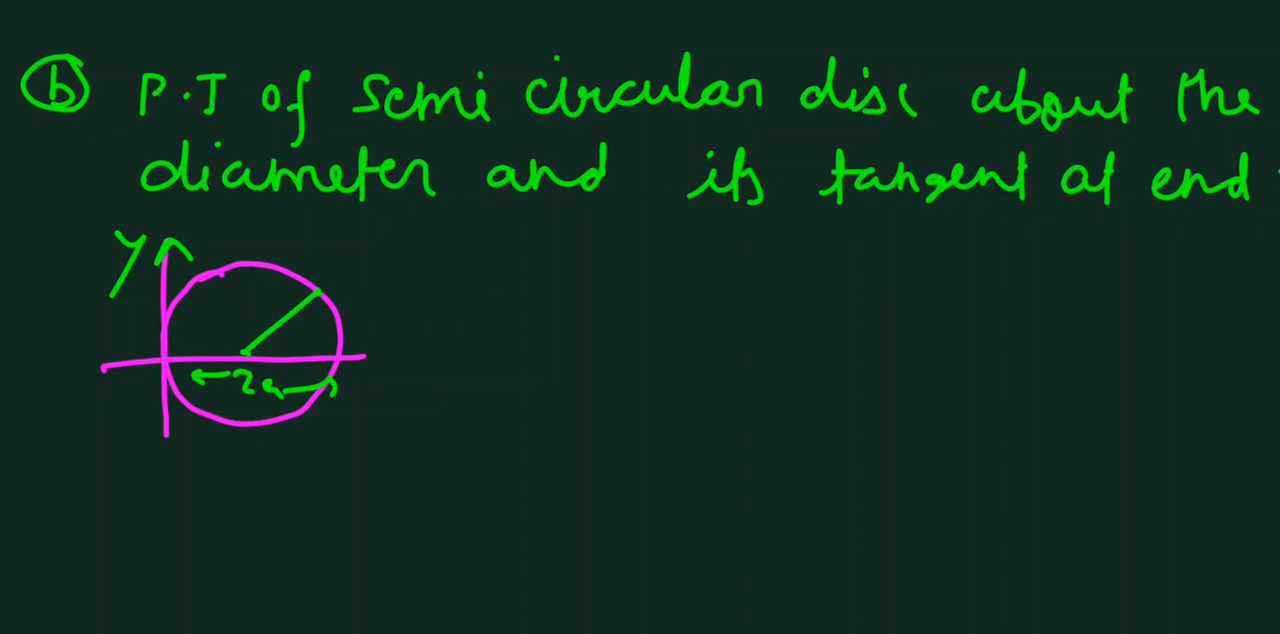 b P.I of semi circular disc about the
diameter and its tangent at end
Y
2a